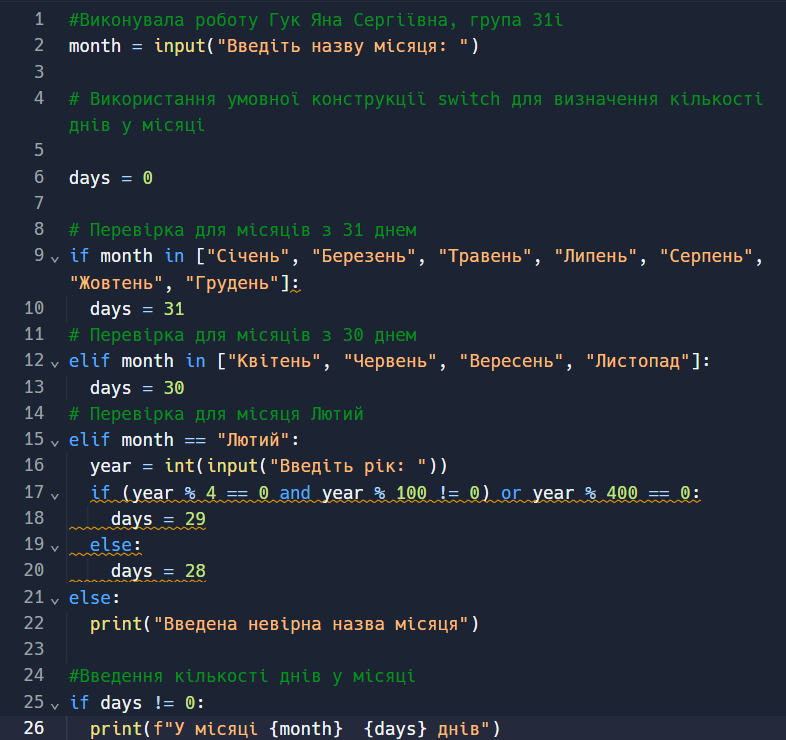 1 #Виконувала роботу Гук Яна Сергіївна, група 31і
2 month = input("Введіть назву місяця: ")
3
4 # Використання умовної конструкції switch для визначення кількості
днів у місяці
5
6 days = 0
7
8 # Перевірка для місяців з 31 днем
9 if month in ["Січень", "Березень", "Травень", "Липень", "Серпень",
"Жовтень", "Грудень"]:
10 days = 31
11 # Перевірка для місяців з 30 днем
12 elif month in ["Квітень", "Червень", "Вересень", "Листопад"]:
13 days = 30
14 # Перевірка для місяця Лютий
15 elif month == "Лютий":
16 year = int(input("Введіть рік: "))
17 if (year % 4 == 0 and year % 100 != 0) or year % 400 == 0:
18 days = 29
19 else:
20 days = 28
21 else:
22 print("Введена невірна назва місяця")
23
24 #Введення кількості днів у місяці
25 if days != 0:
26 print(f"У місяці {month}  {days} днів")